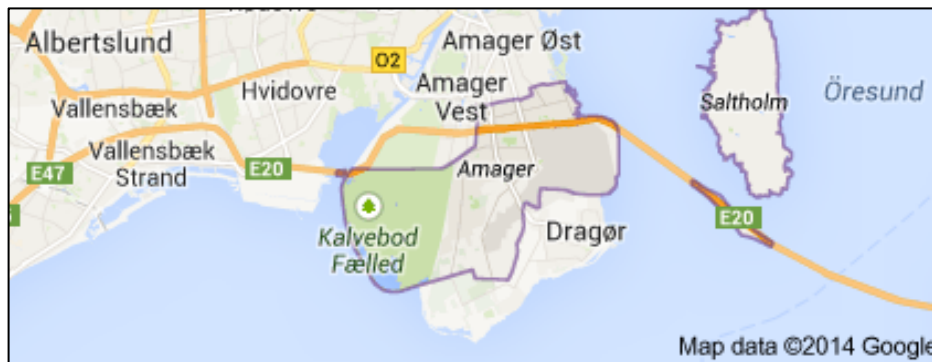 Albertslund
Amager Øst
O2
Amager
Vest
Hvidovre
Vallensbæk
Saltholm
Öresund
Vallensbæk
Strand
E20
E47
Amager
Kalvebod
Fælled
Dragør
E20
Map data ©2014 Google